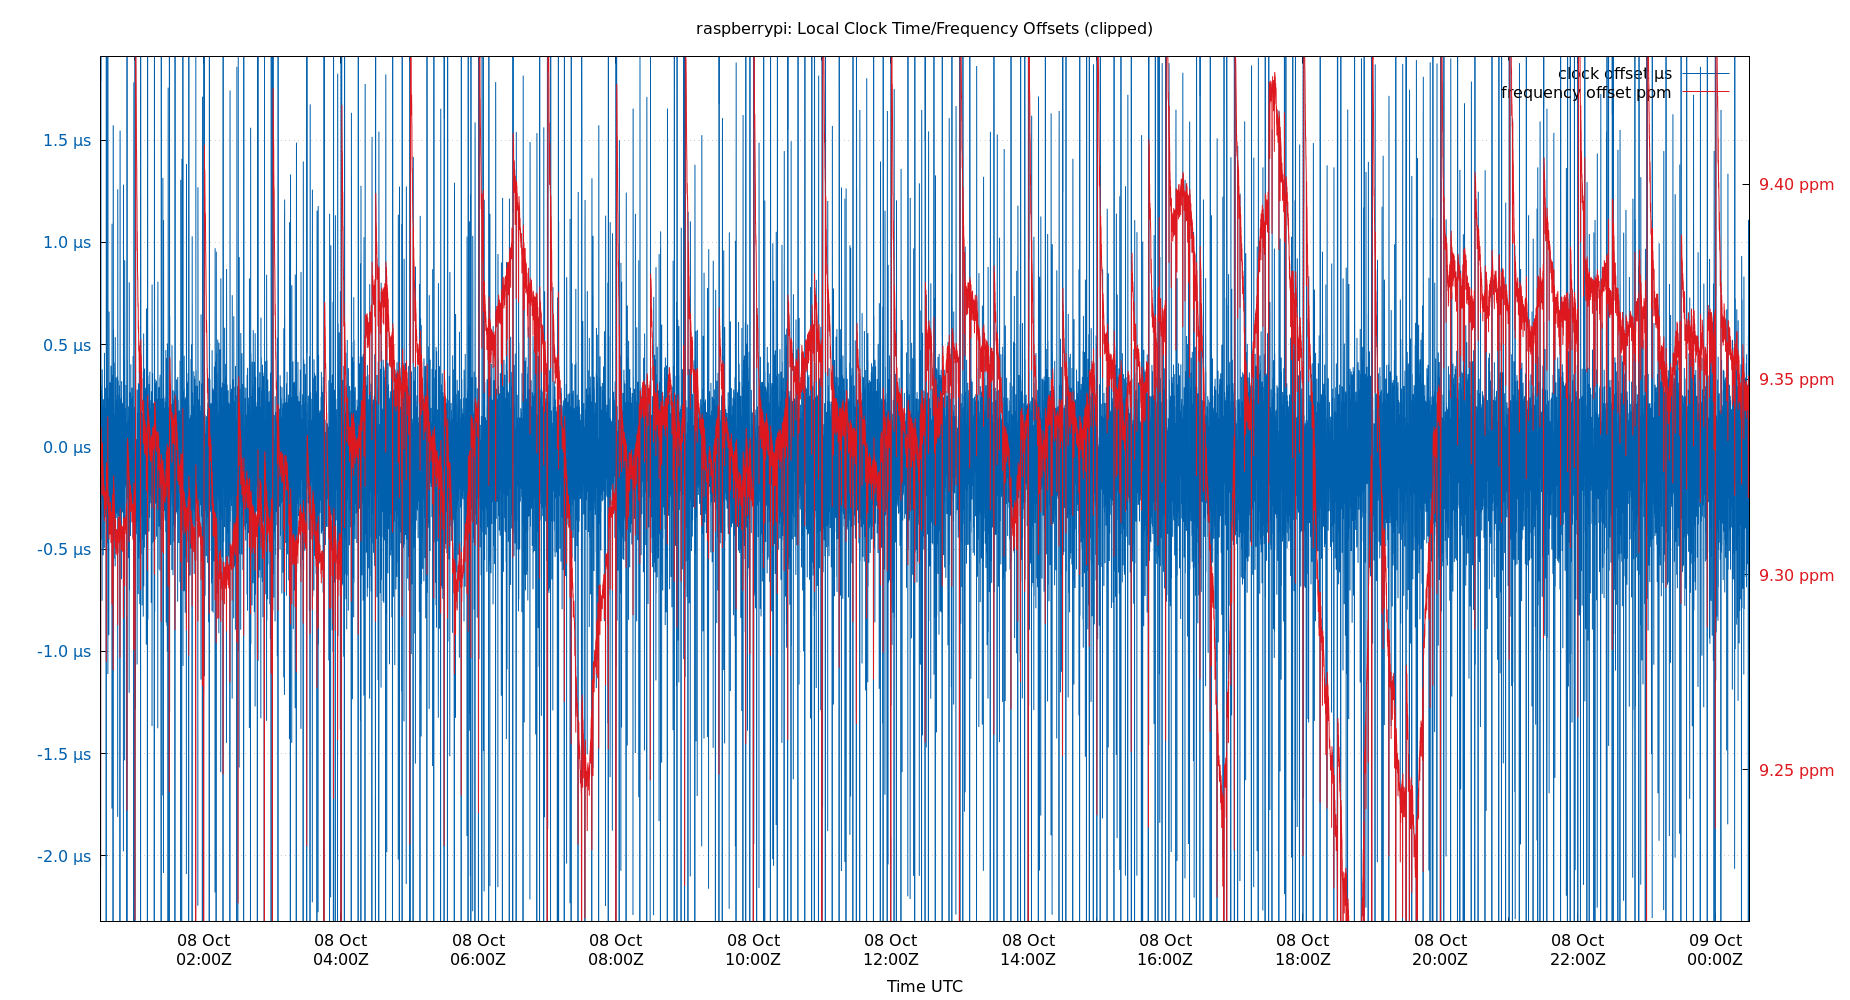 raspberrypi: Local Clock Time/Frequency Offsets (clipped)
clock offset µs
frequency offset ppm
1.5 µs
1.0 µs
0.5 µs
0.0 µs
-0.5 µs
-1.0 µs
-1.5 µs
-2.0 µs
9.40 ppm
9.35 ppm
9.30 ppm
9.25 ppm
08 Oct 08 Oct 08 Oct 08 Oct 08 Oct 08 Oct 08 Oct 08 Oct 08 Oct 08 Oct 08 Oct 09 Oct
02:00Z 04:00Z 06:00Z 08:00Z 10:00Z 12:00Z 14:00Z 16:00Z 18:00Z 20:00Z 22:00Z 00:00Z
Time UTC